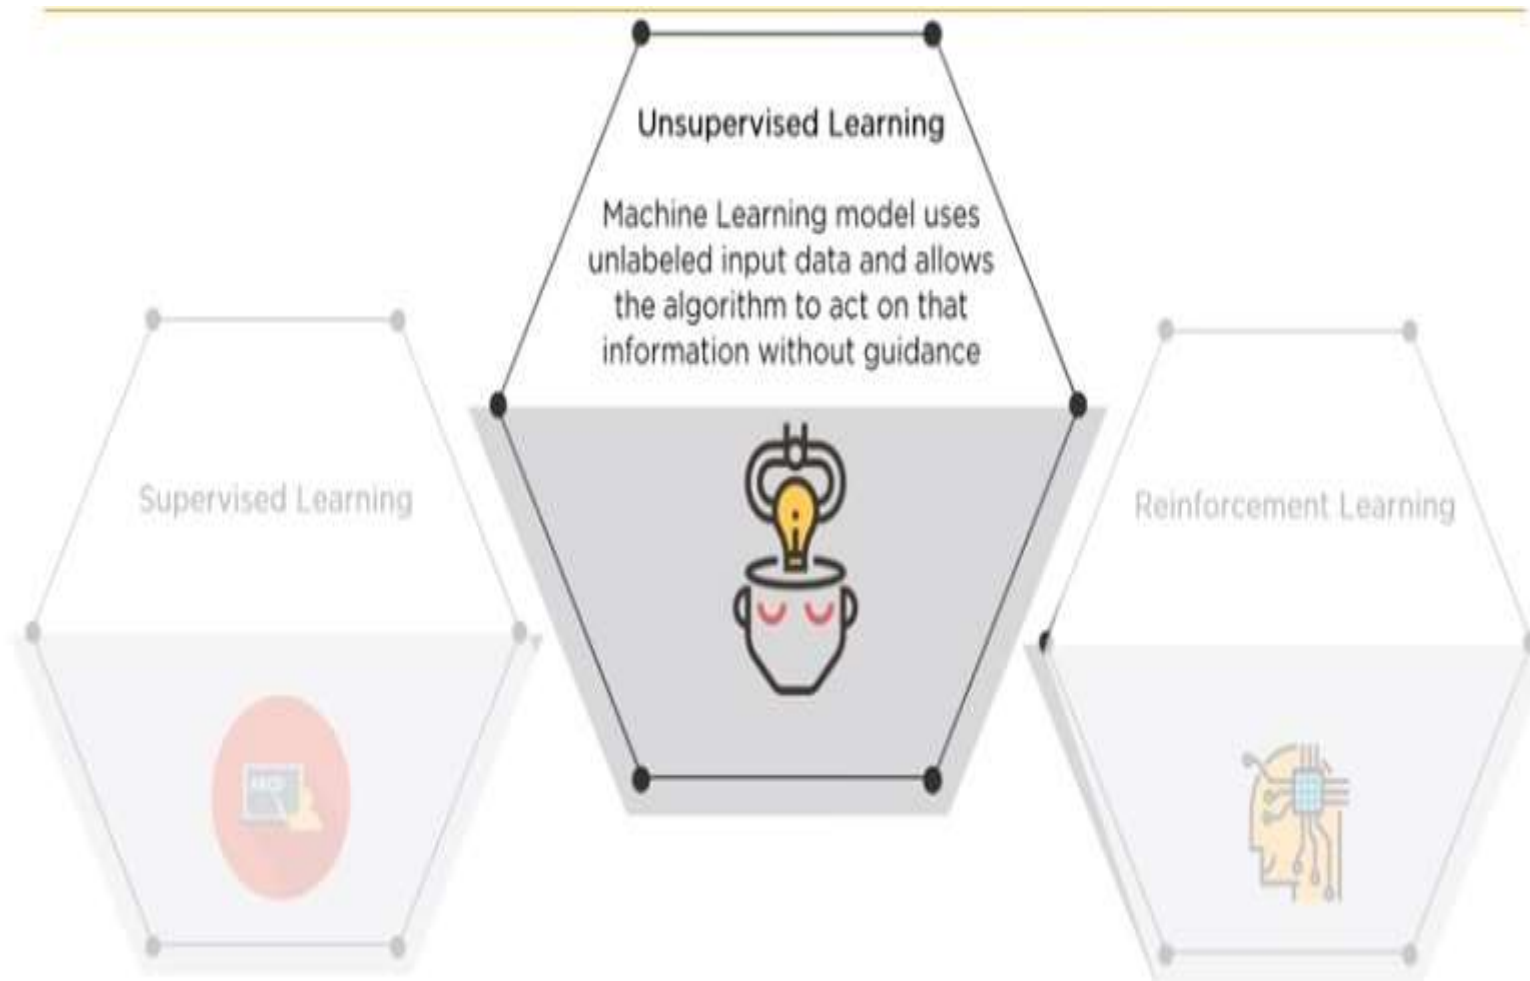 Unsupervised Learning
Machine Learning model uses
unlabeled input data and allows
the algorithm to act on that
information without guidance
Supervised Learning
Reinforcement Learning